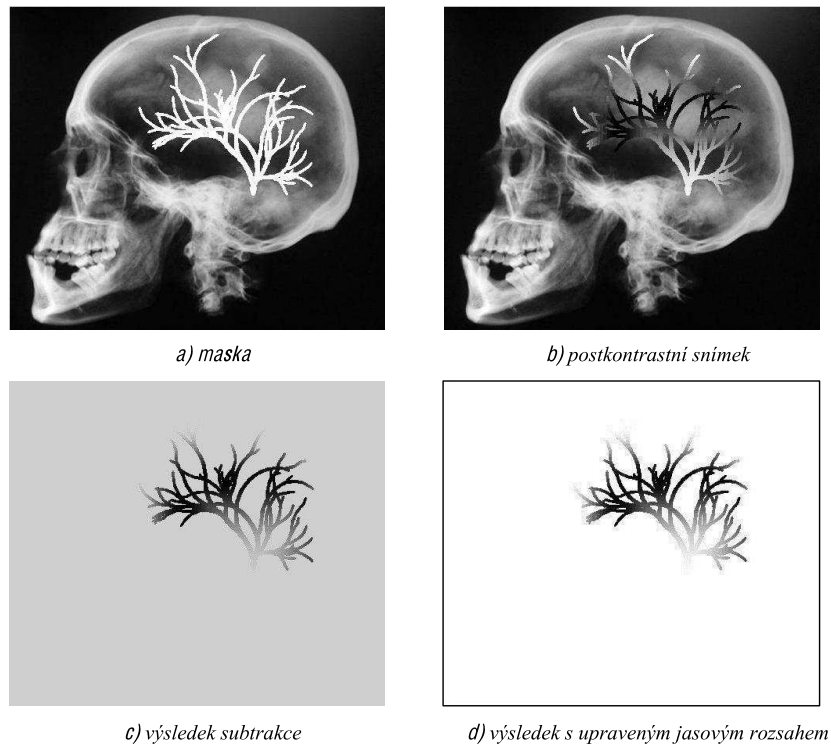 a) maska
b) postkontrastní snímek
c) výsledek subtrakce
d) výsledek s upraveným jasovým rozsahem